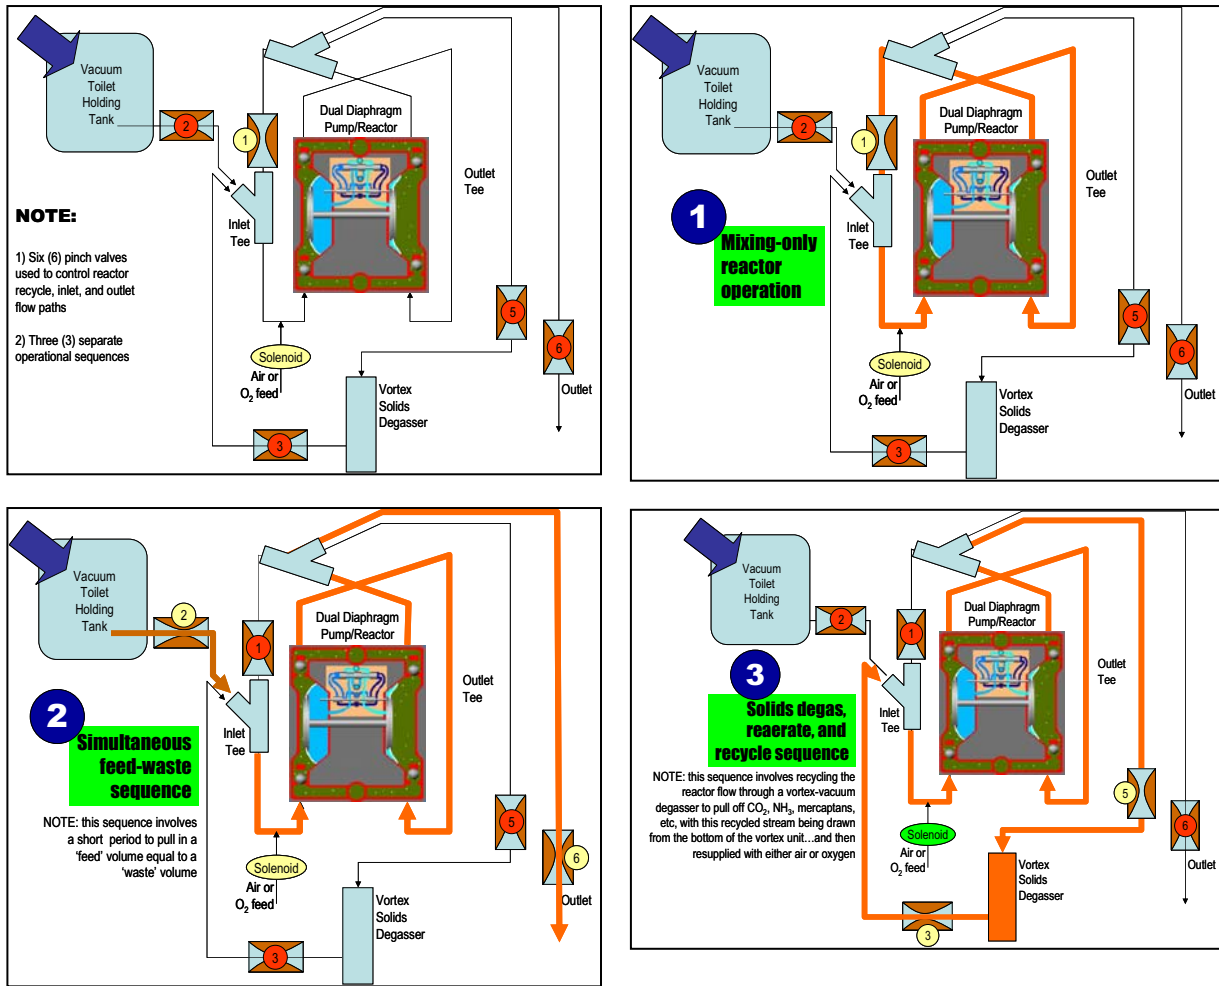 Vacuum
Toilet
Holding
Tank
2
1
Dual Diaphragm
Pump/Reactor
Outlet
Tee
NOTE:
Inlet
Tee
1) Six (6) pinch valves
used to control reactor
recycle, inlet, and outlet
flow paths
2) Three (3) separate
operational sequences
5
6
Solenoid
Air or
O2 feed
Vortex
Solids
Degasser
Outlet
3
Vacuum
Toilet
Holding
Tank
2
1
Dual Diaphragm
Pump/Reactor
Outlet
Tee
1
Mixing-only
reactor
operation
Inlet
Tee
5
6
Solenoid
Air or
O2 feed
Vortex
Solids
Degasser
Outlet
3
Vacuum
Toilet
Holding
Tank
2
1
Dual Diaphragm
Pump/Reactor
Outlet
Tee
2
Simultaneous
feed-waste
sequence
Inlet
Tee
NOTE: this sequence involves
a short period to pull in a
'feed' volume equal to a
'waste' volume
5
6
Solenoid
Air or
O2 feed
Vortex
Solids
Degasser
Outlet
3
Vacuum
Toilet
Holding
Tank
2
1
Dual Diaphragm
Pump/Reactor
Outlet
Tee
3
Solids degas,
reaerate, and
recycle sequence
Inlet
Tee
NOTE: this sequence involves recycling the
reactor flow through a vortex-vacuum
degasser to pull off CO2, NH3, mercaptans,
etc, with this recycled stream being drawn
from the bottom of the vortex unit…and then
resupplied with either air or oxygen
5
6
Solenoid
Air or
O2 feed
Vortex
Solids
Degasser
Outlet
3